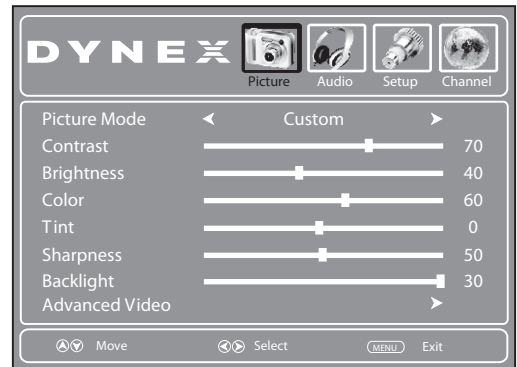 DYNEX
Picture Audio Setup Channel
Picture Mode Custom
Contrast 70
Brightness 40
Color 60
Tint 0
Sharpness 50
Backlight 30
Advanced Video
Move Select MENU Exit